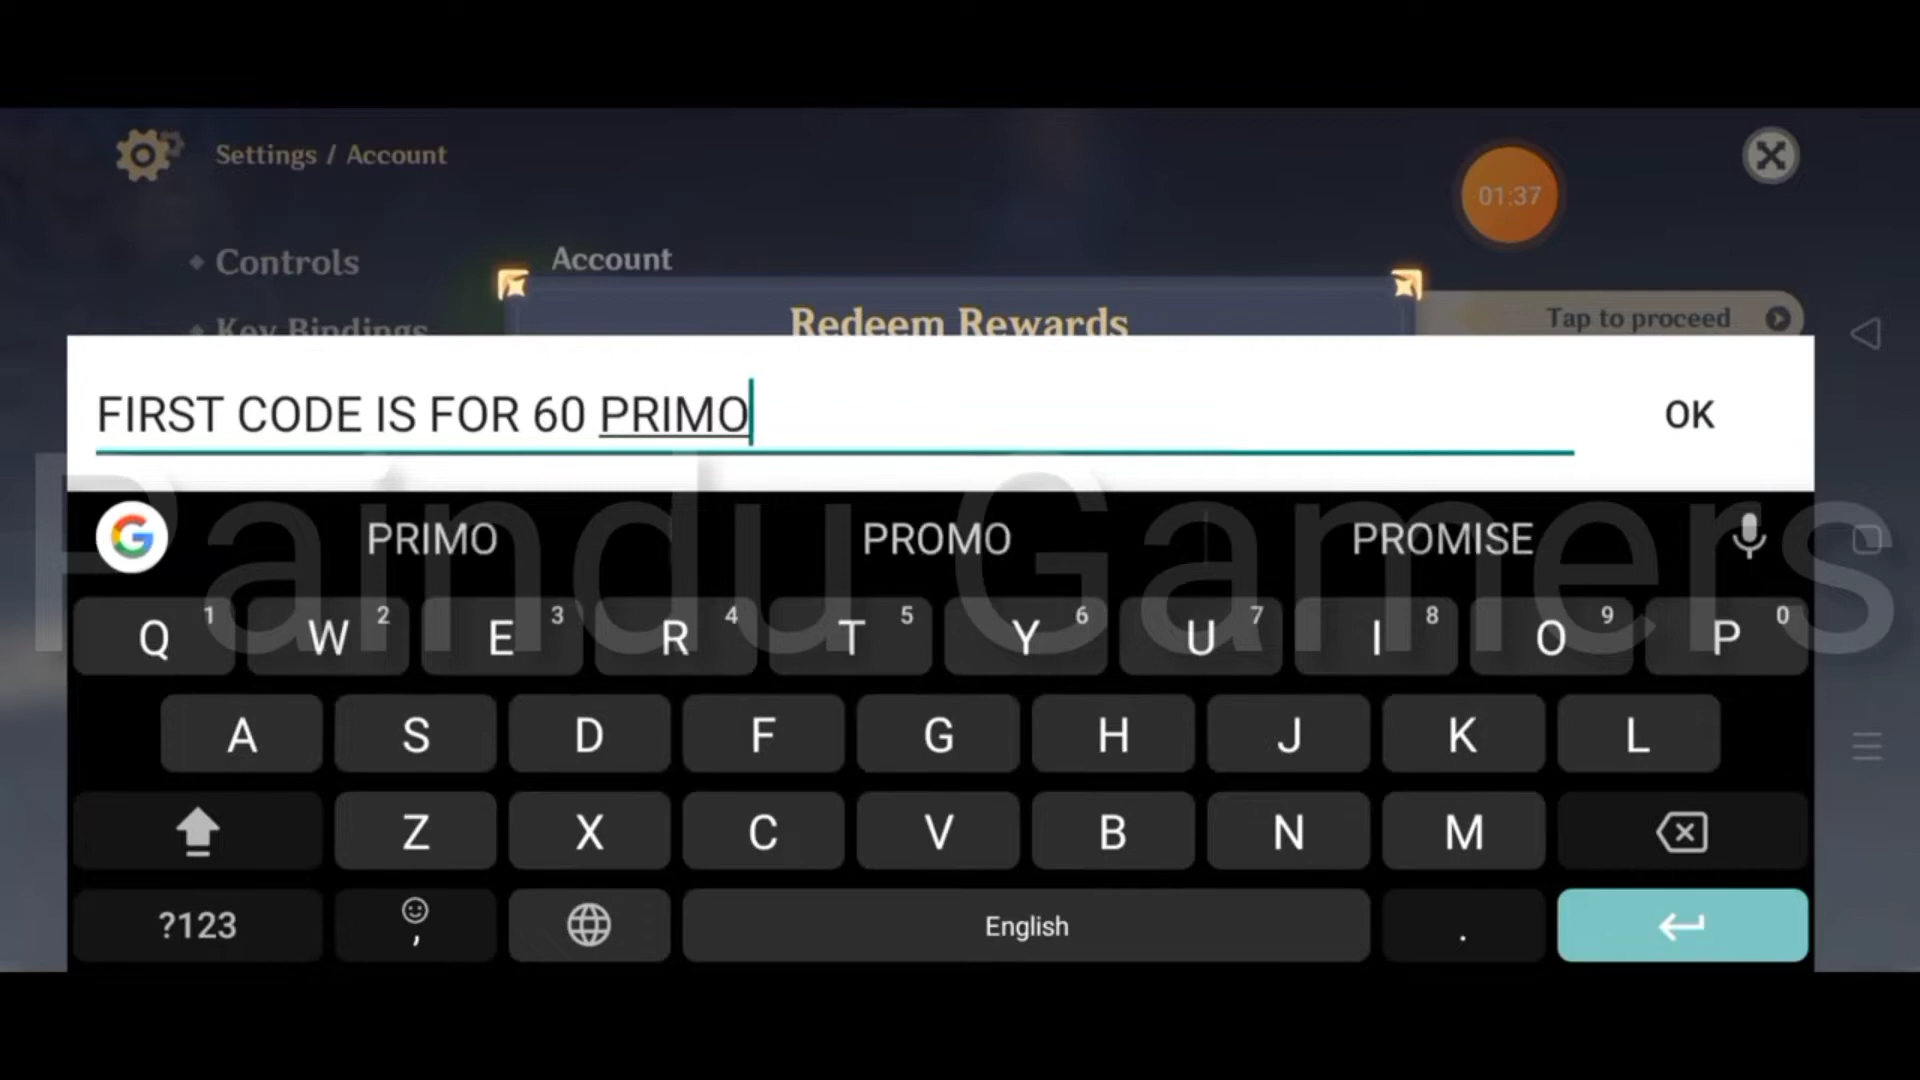 Settings / Account
01:37
Controls
Account
Key Bindings
Redeem Rewards
Tap to proceed
FIRST CODE IS FOR 60 PRIMO
OK
Paindu Gamers
G PRIMO PROMO PROMISE
Q 1 W 2 E 3 R 4 T 5 Y 6 U 7 I 8 O 9 P 0
A S D F G H J K L
Z X C V B N M
?123 , English .